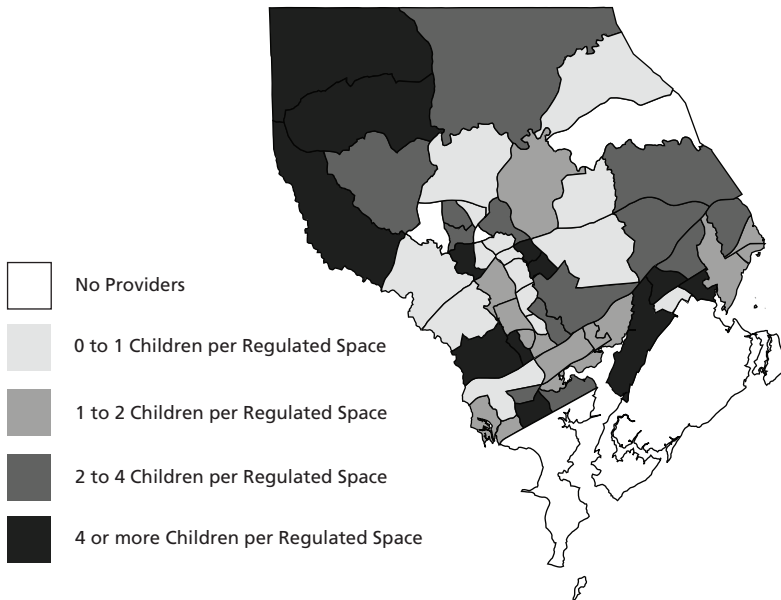 No Providers
0 to 1 Children per Regulated Space
1 to 2 Children per Regulated Space
2 to 4 Children per Regulated Space
4 or more Children per Regulated Space